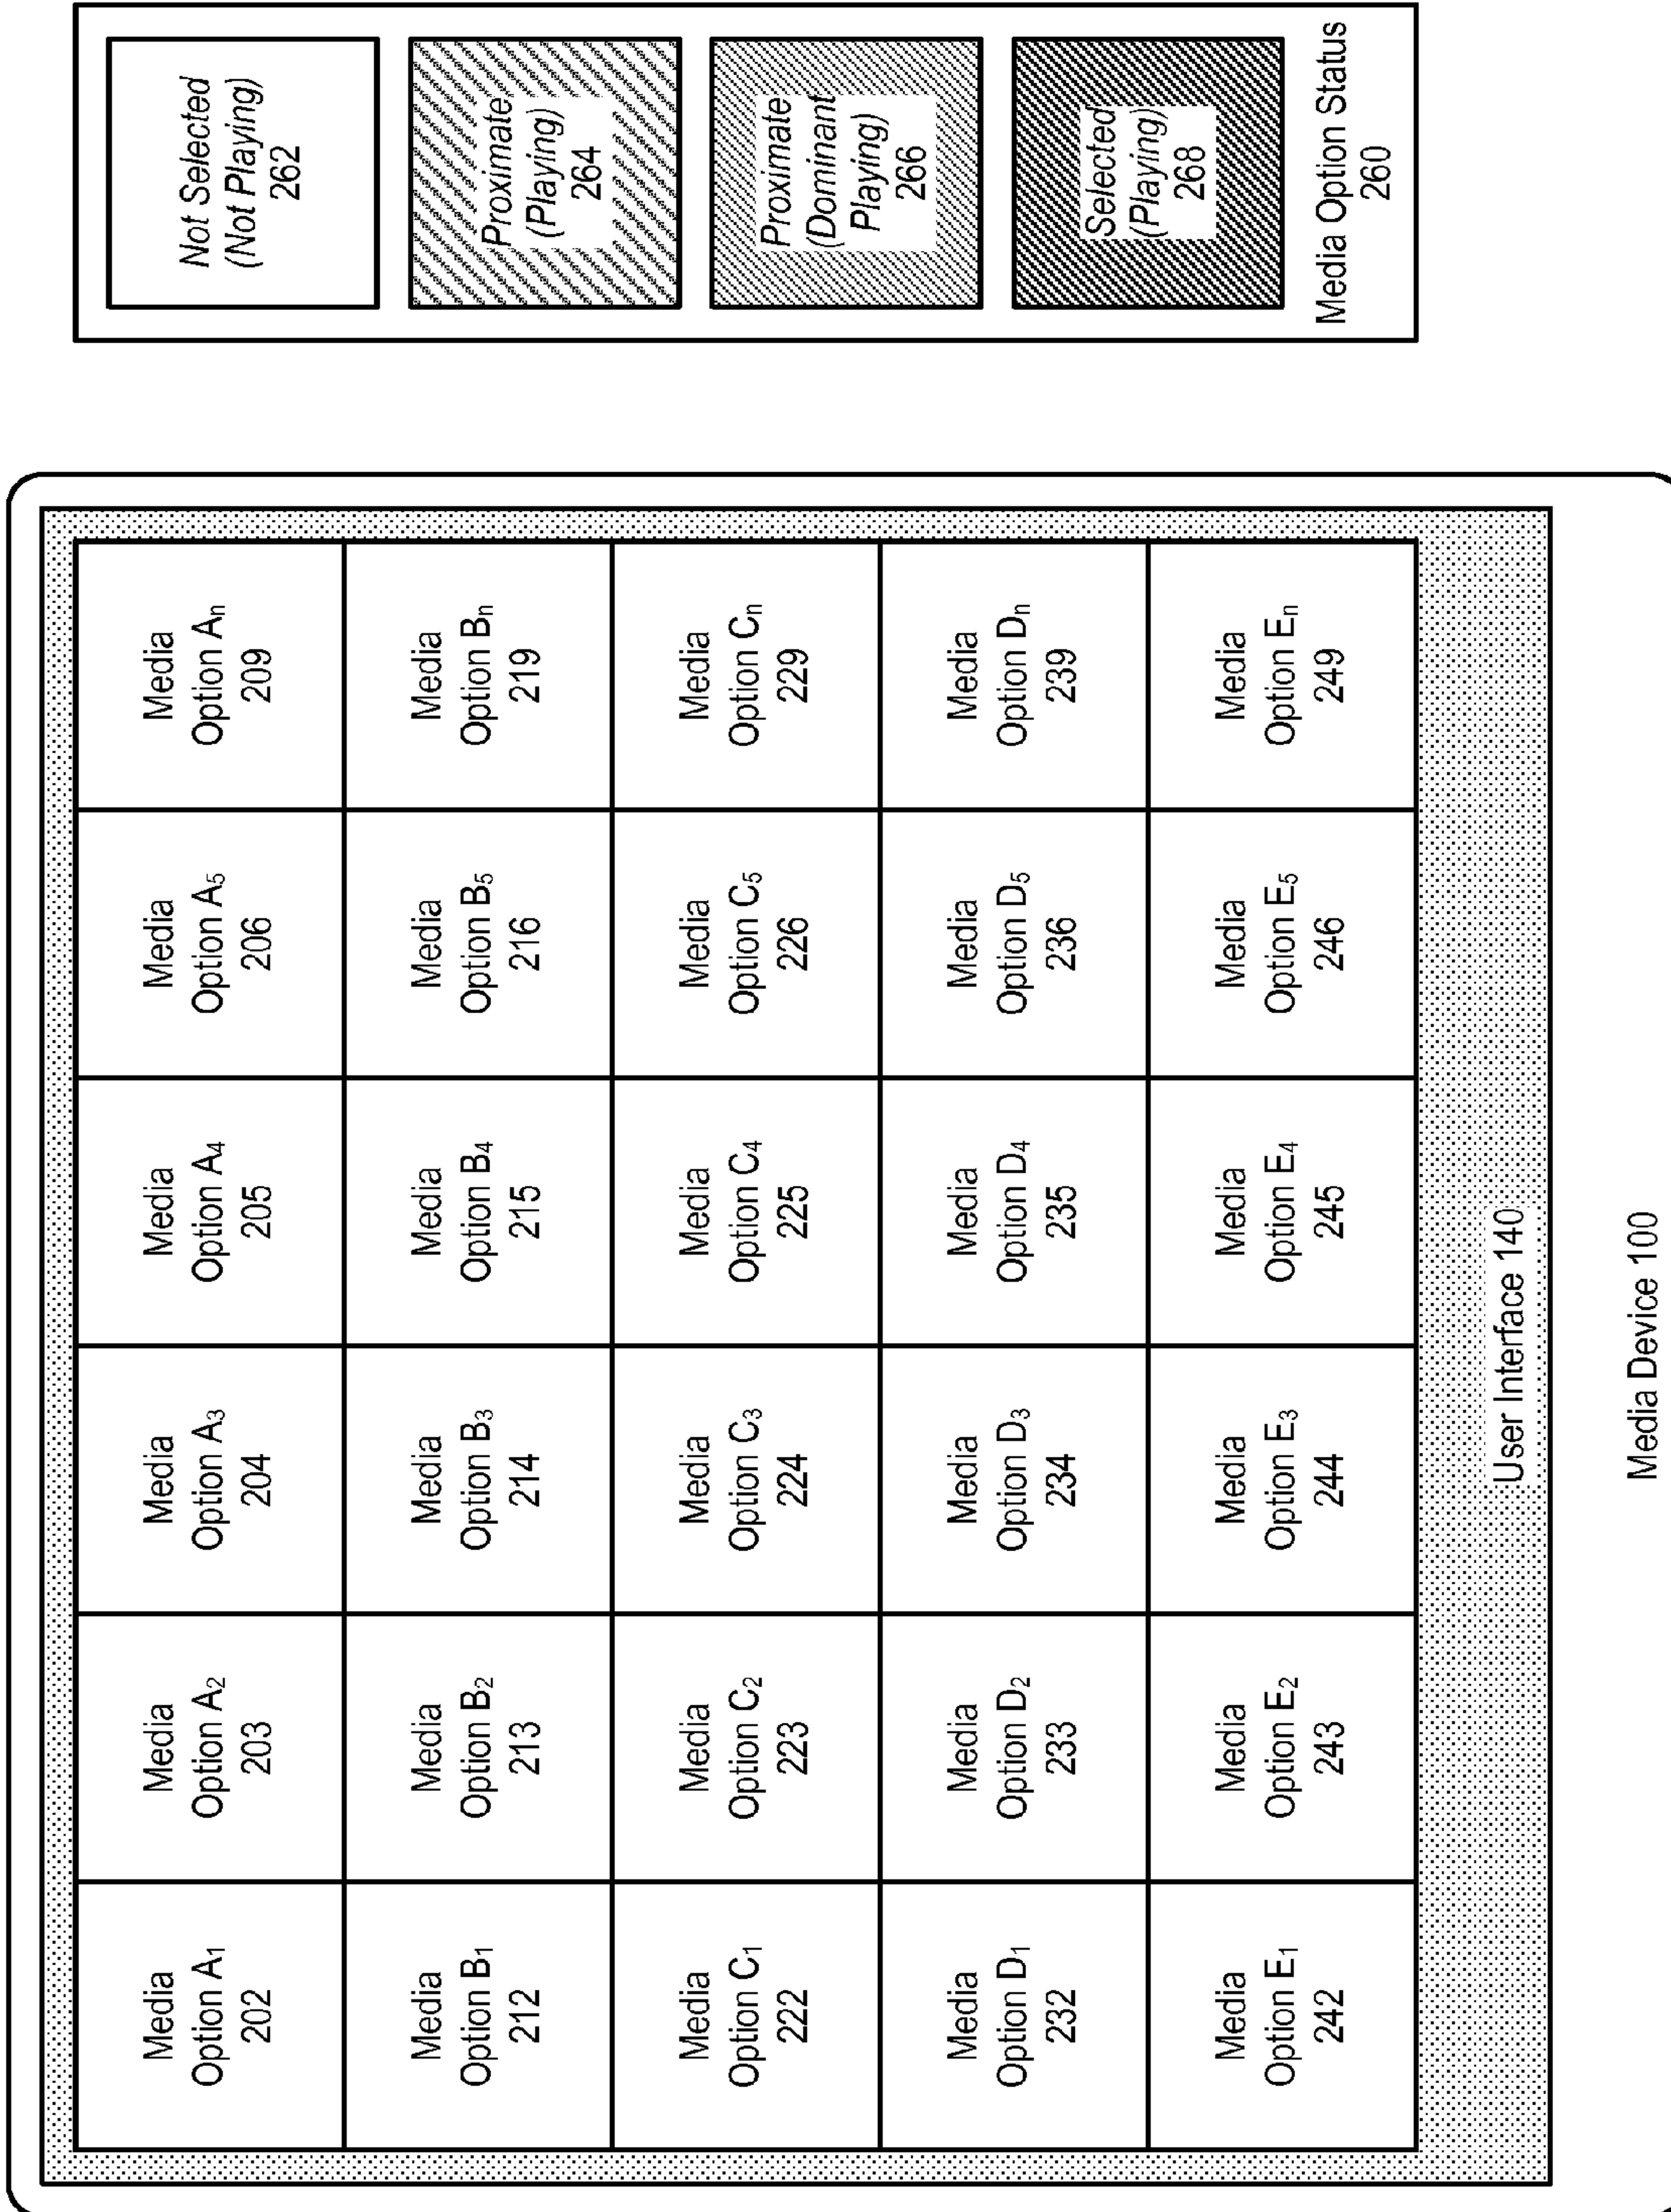 Media
Option A₁
202
Media
Option A₂
203
Media
Option A₃
204
Media
Option A₄
205
Media
Option A₅
206
Media
Option Aₙ
209
Media
Option B₁
212
Media
Option B₂
213
Media
Option B₃
214
Media
Option B₄
215
Media
Option B₅
216
Media
Option Bₙ
219
Media
Option C₁
222
Media
Option C₂
223
Media
Option C₃
224
Media
Option C₄
225
Media
Option C₅
226
Media
Option Cₙ
229
Media
Option D₁
232
Media
Option D₂
233
Media
Option D₃
234
Media
Option D₄
235
Media
Option D₅
236
Media
Option Dₙ
239
Media
Option E₁
242
Media
Option E₂
243
Media
Option E₃
244
Media
Option E₄
245
Media
Option E₅
246
Media
Option Eₙ
249
User Interface 140
Media Device 100
Not Selected
(Not Playing)
262
Proximate
(Playing)
264
Proximate
(Dominant
Playing)
266
Selected
(Playing)
268
Media Option Status
260